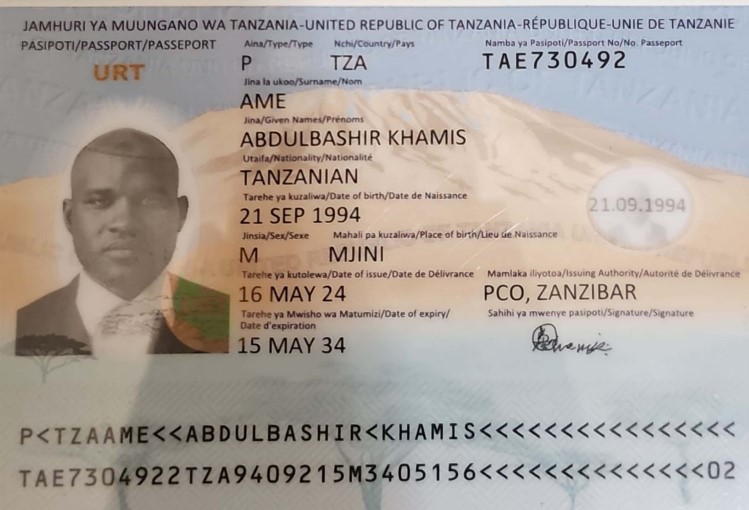 JAMHURI YA MUUNGANO WA TANZANIA-UNITED REPUBLIC OF TANZANIA-RÉPUBLIQUE-UNIE DE TANZANIE
PASIPOTI/PASSPORT/PASSEPORT
Aina/Type/Type Nchi/Country/Pays Namba ya Pasipoti/Passport No/No. Passeport
URT
P TZA TAE730492
Jina la ukoo/Surname/Nom
AME
Jina/Given Names/Prénoms
ABDULBASHIR KHAMIS
Utaifa/Nationality/Nationalité
TANZANIAN
Tarehe ya kuzaliwa/Date of birth/Date de Naissance
21 SEP 1994
21.09.1994
Jinsia/Sex/Sexe Mahali pa kuzaliwa/Place of birth/Lieu de Naissance
M MJINI
Tarehe ya kutolewa/Date of issue/Date de Délivrance Mamlaka iliyotoa/Issuing Authority/Autorité de Délivrance
16 MAY 24 PCO, ZANZIBAR
Tarehe ya Mwisho wa Matumizi/Date of expiry/ Sahihi ya mwenye pasipoti/Signature/Signature
Date d'expiration
15 MAY 34
P<TZAAME<<ABDULBASHIR<KHAMIS<<<<<<<<<<<<<<<<
TAE7304922TZA9409215M3405156<<<<<<<<<<<<<<02